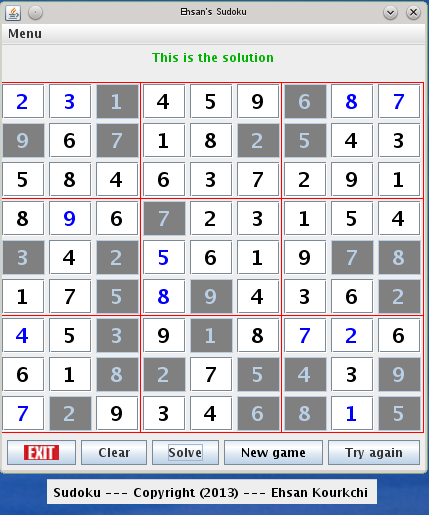 Ehsan's Sudoku
Menu
This is the solution
2 3 1 4 5 9 6 8 7
9 6 7 1 8 2 5 4 3
5 8 4 6 3 7 2 9 1
8 9 6 7 2 3 1 5 4
3 4 2 5 6 1 9 7 8
1 7 5 8 9 4 3 6 2
4 5 3 9 1 8 7 2 6
6 1 8 2 7 5 4 3 9
7 2 9 3 4 6 8 1 5
EXIT Clear Solve New game Try again
Sudoku --- Copyright (2013) --- Ehsan Kourkchi